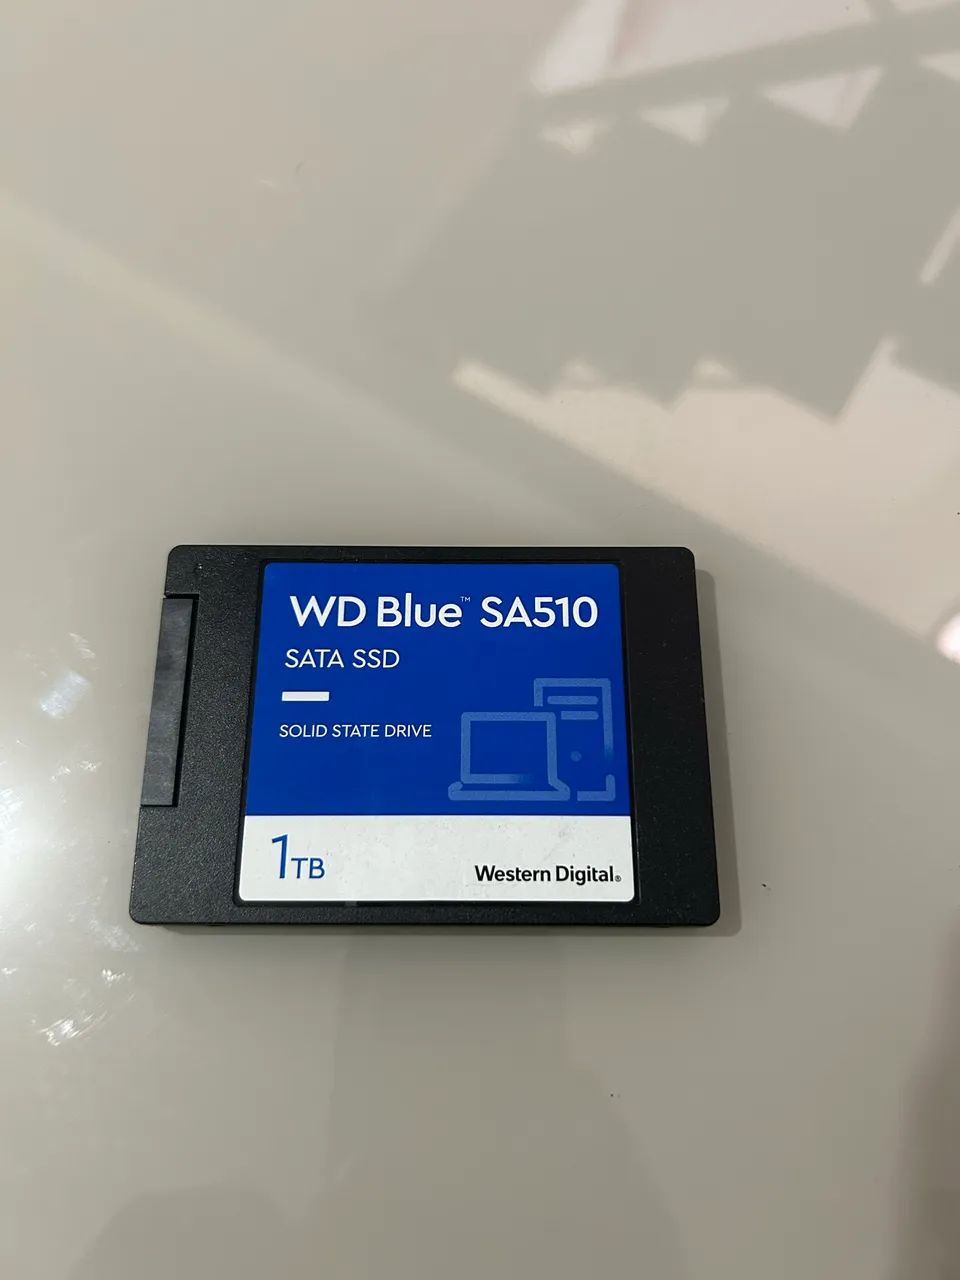 WD Blue™ SA510
SATA SSD
SOLID STATE DRIVE
1TB
Western Digital®